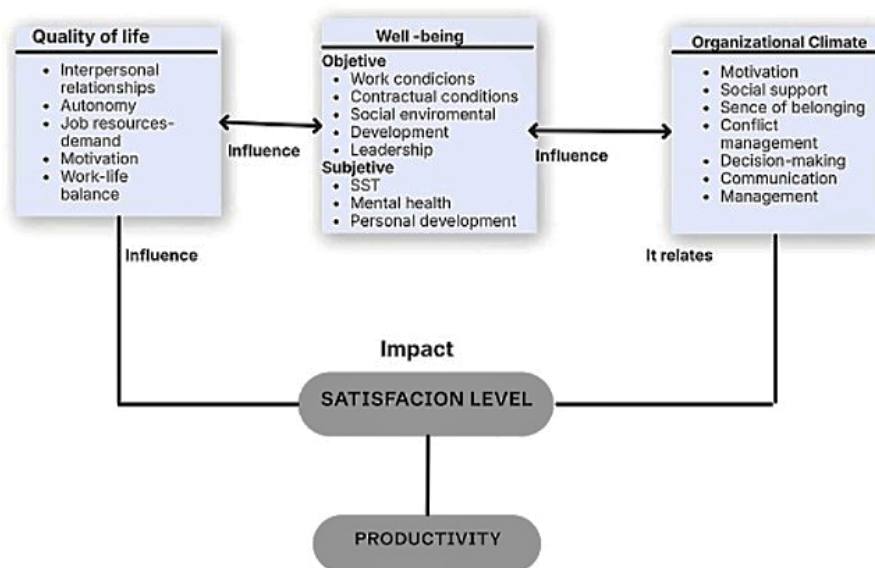 Quality of life
• Interpersonal
relationships
• Autonomy
• Job resources-
demand
• Motivation
• Work-life
balance
Well -being
Objetive
• Work condicions
• Contractual conditions
• Social enviromental
• Development
• Leadership
Subjetive
• SST
• Mental health
• Personal development
Organizational Climate
• Motivation
• Social support
• Sence of belonging
• Conflict
management
• Decision-making
• Communication
• Management
Influence
Influence
Influence
It relates
Impact
SATISFACION LEVEL
PRODUCTIVITY